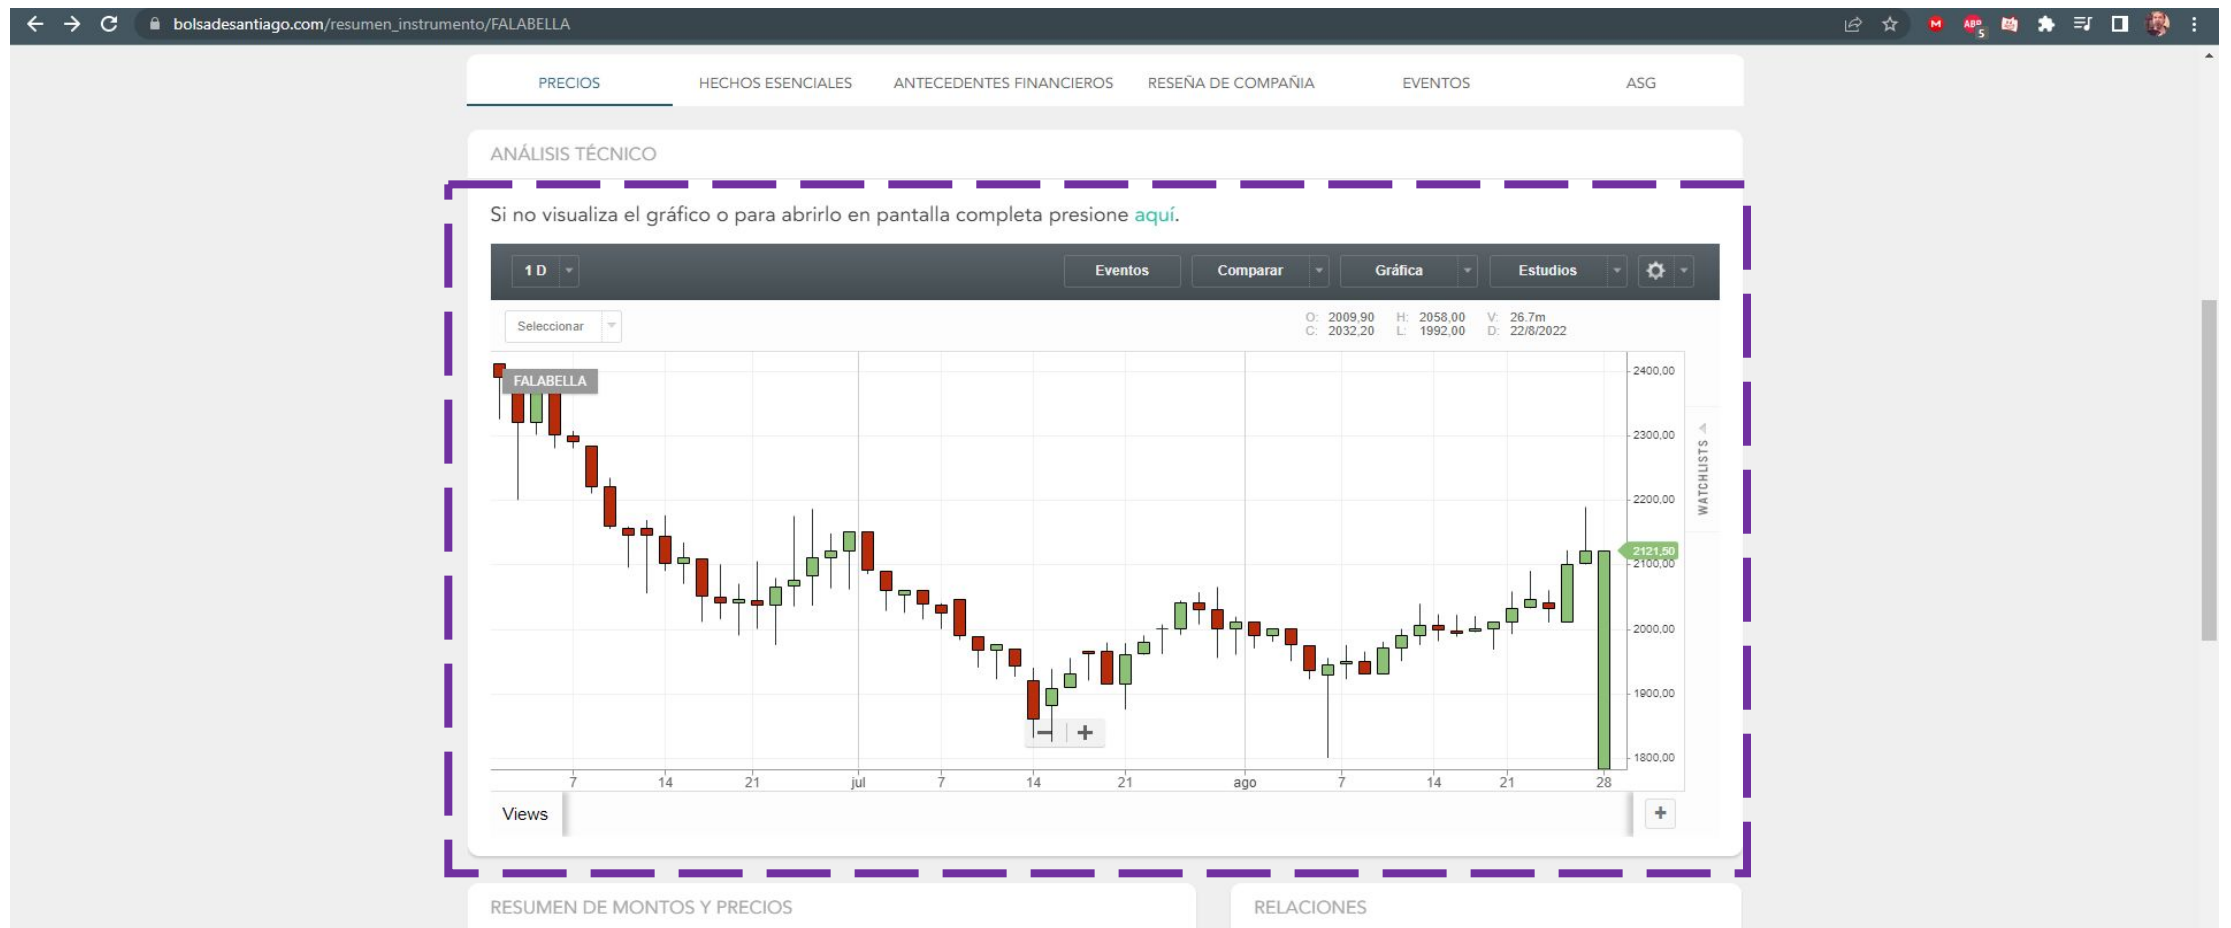 bolsadesantiago.com/resumen_instrumento/FALABELLA
ABP 5
PRECIOS HECHOS ESENCIALES ANTECEDENTES FINANCIEROS RESEÑA DE COMPAÑIA EVENTOS ASG
ANÁLISIS TÉCNICO
Si no visualiza el gráfico o para abrirlo en pantalla completa presione aquí.
1 D Eventos Comparar Gráfica Estudios
Seleccionar O: 2009,90 H: 2058,00 V: 26.7m
C: 2032,20 L: 1992,00 D: 22/8/2022
FALABELLA
2400,00
2300,00
2200,00
2121,50
2100,00
2000,00
1900,00
1800,00
WATCHLISTS
7 14 21 jul 7 14 21 ago 7 14 21 28
Views
RESUMEN DE MONTOS Y PRECIOS RELACIONES